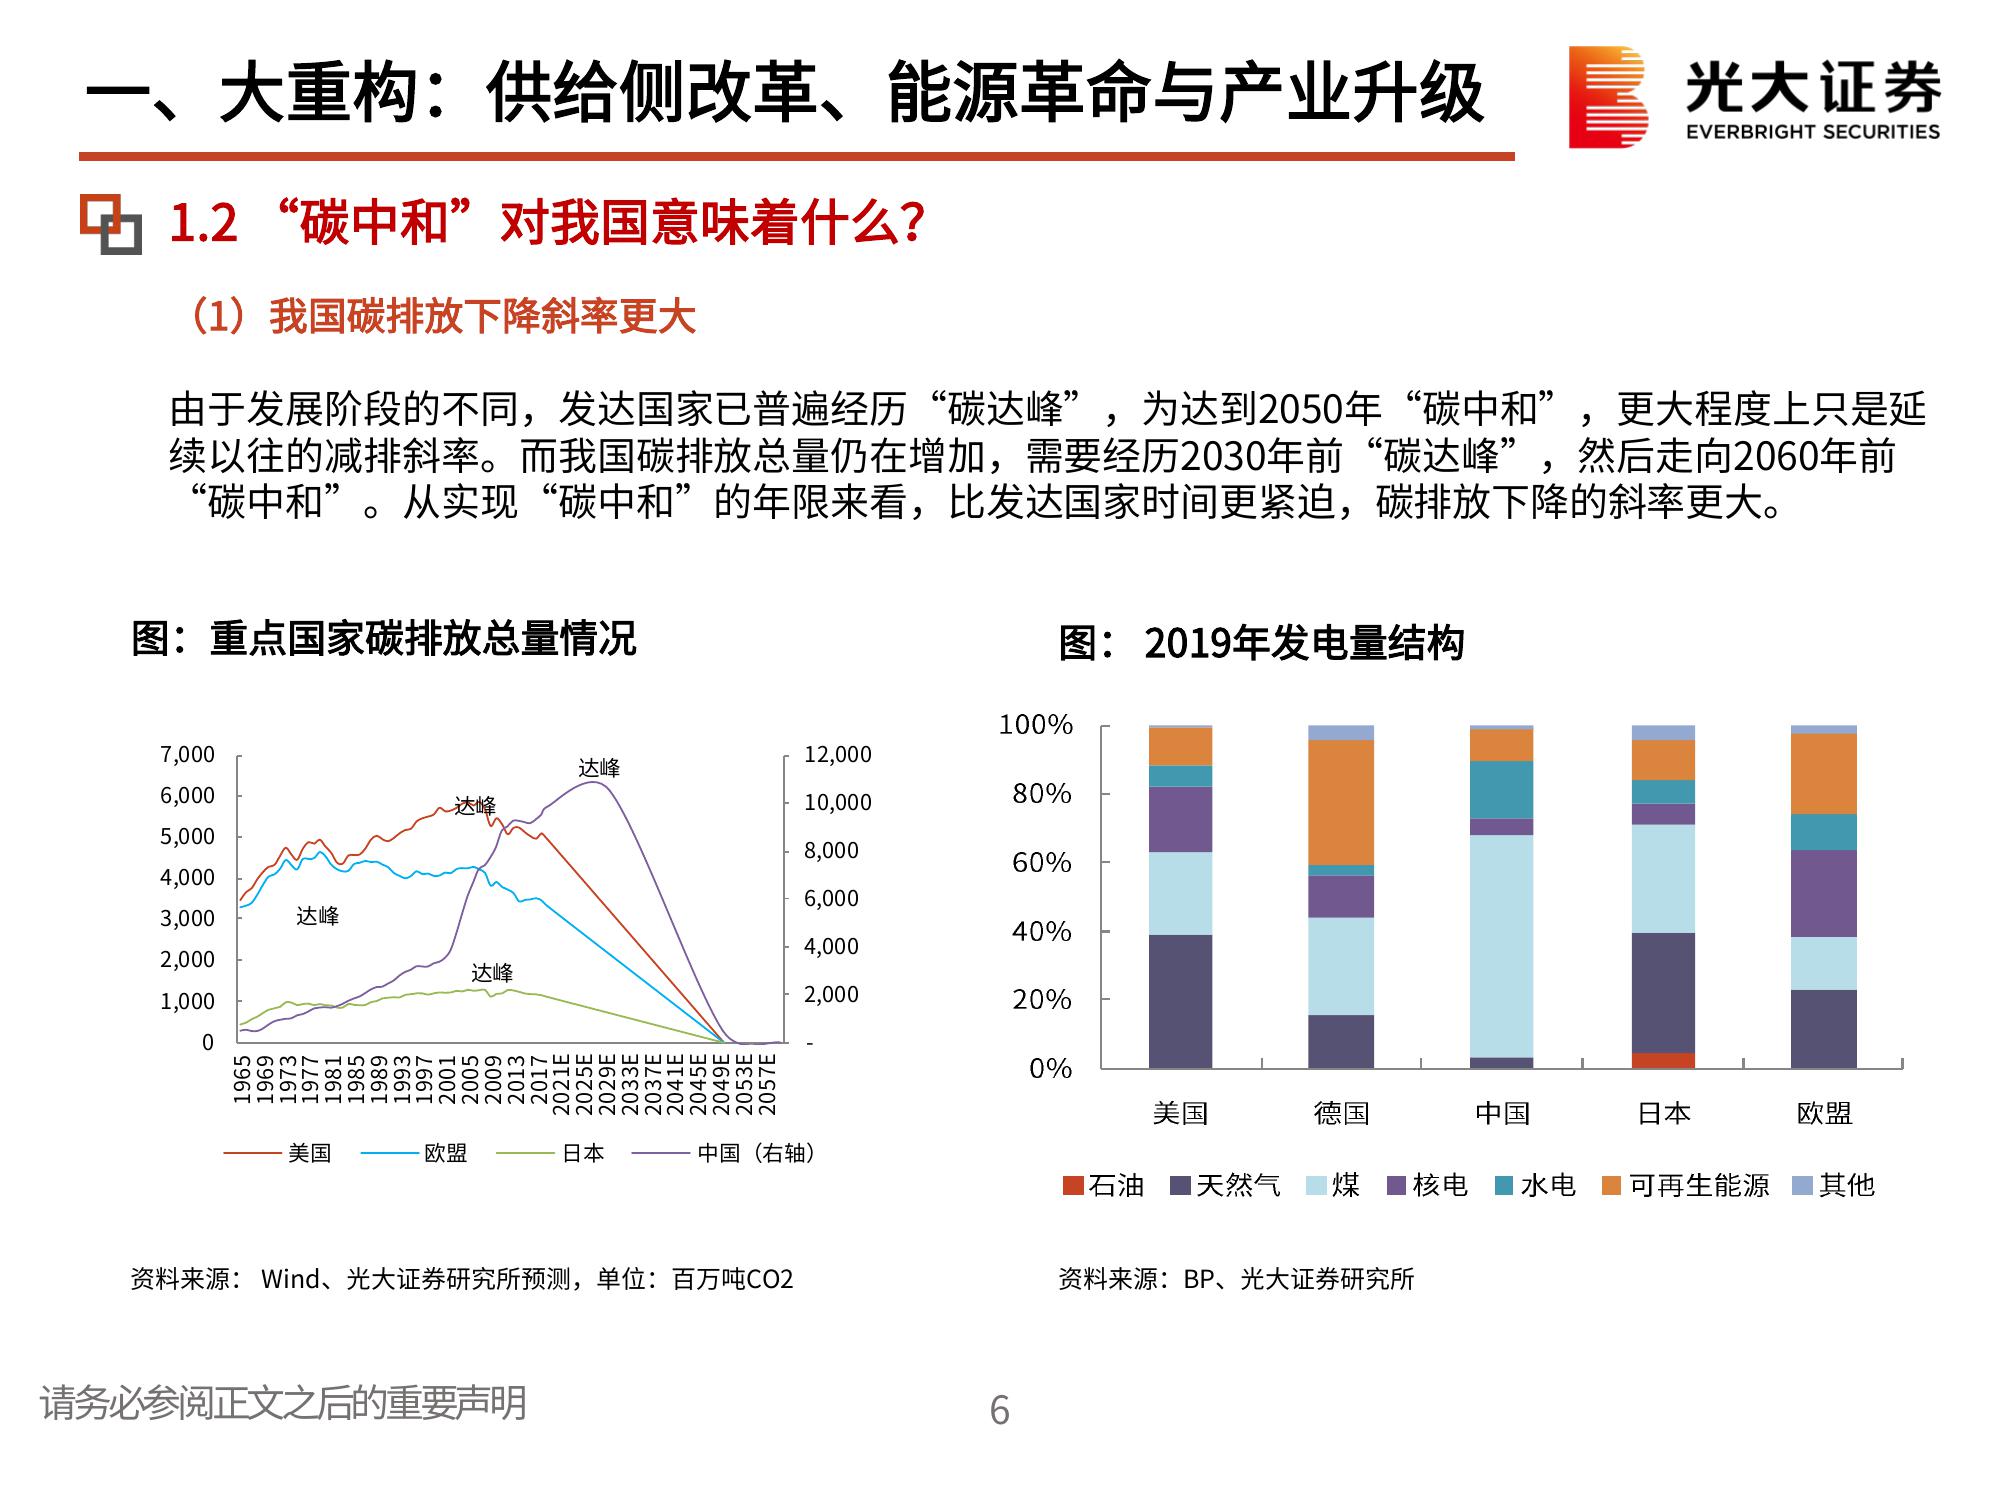 一、大重构：供给侧改革、能源革命与产业升级
光大证券
EVERBRIGHT SECURITIES
1.2 “碳中和”对我国意味着什么？
（1）我国碳排放下降斜率更大
由于发展阶段的不同，发达国家已普遍经历“碳达峰”，为达到2050年“碳中和”，更大程度上只是延
续以往的减排斜率。而我国碳排放总量仍在增加，需要经历2030年前“碳达峰”，然后走向2060年前
“碳中和”。从实现“碳中和”的年限来看，比发达国家时间更紧迫，碳排放下降的斜率更大。
图：重点国家碳排放总量情况
7,000
6,000
5,000
4,000
3,000
2,000
1,000
0
12,000
10,000
8,000
6,000
4,000
2,000
-
达峰
达峰
达峰
达峰
1965 1969 1973 1977 1981 1985 1989 1993 1997 2001 2005 2009 2013 2017 2021E 2025E 2029E 2033E 2037E 2041E 2045E 2049E 2053E 2057E
美国 欧盟 日本 中国（右轴）
资料来源： Wind、光大证券研究所预测，单位：百万吨CO2
图： 2019年发电量结构
100%
80%
60%
40%
20%
0%
美国 德国 中国 日本 欧盟
石油 天然气 煤 核电 水电 可再生能源 其他
资料来源：BP、光大证券研究所
请务必参阅正文之后的重要声明
6